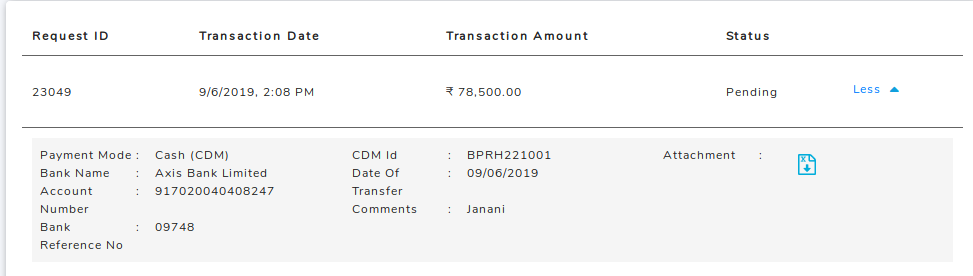 Request ID Transaction Date Transaction Amount Status
23049 9/6/2019, 2:08 PM ₹ 78,500.00 Pending Less
Payment Mode : Cash (CDM) CDM Id : BPRH221001 Attachment :
Bank Name : Axis Bank Limited Date Of : 09/06/2019
Account : 917020040408247 Transfer
Number Comments : Janani
Bank : 09748
Reference No